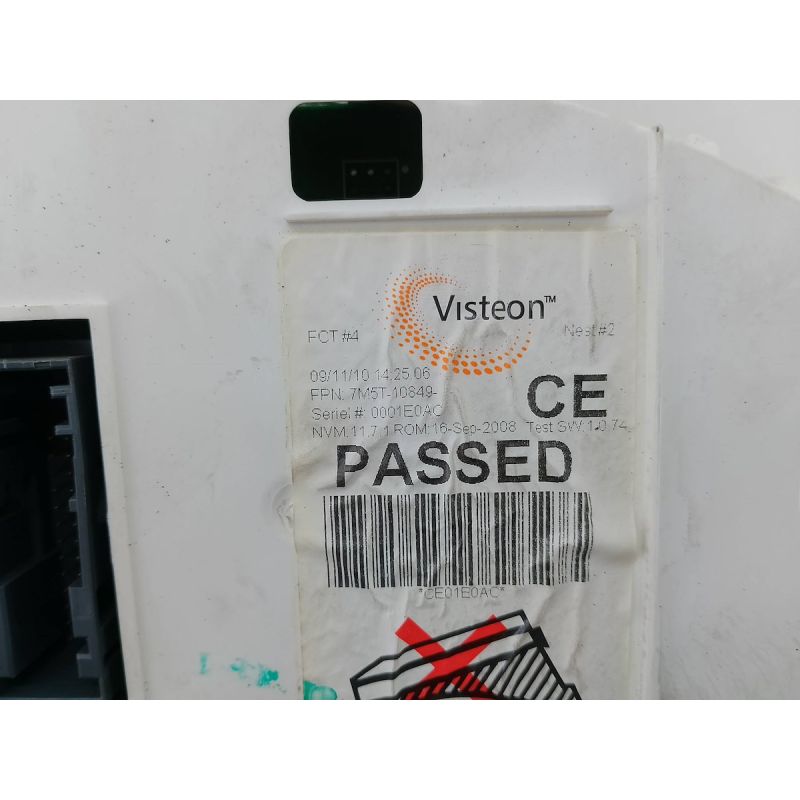 Visteon™
FCT #4 Nest #2
09/11/10 14:25:06
FPN: 7M5T-10849-
Seriel #: 0001E0AC
CE
NVM:11.7.1 ROM:16-Sep-2008 Test SW:1.0.74
PASSED
*CE01E0AC*